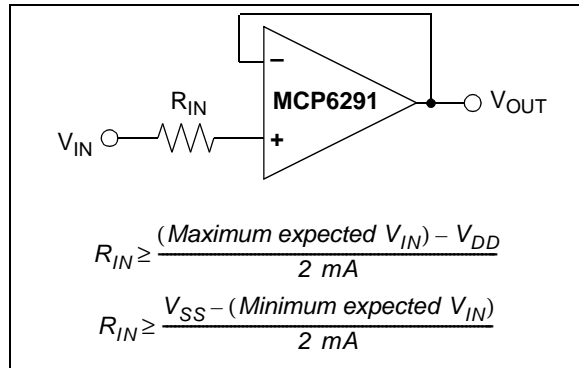 −
MCP6291
R_IN
V_IN
+
V_OUT
R_IN ≥ (Maximum expected V_IN) − V_DD / 2 mA
R_IN ≥ V_SS − (Minimum expected V_IN) / 2 mA